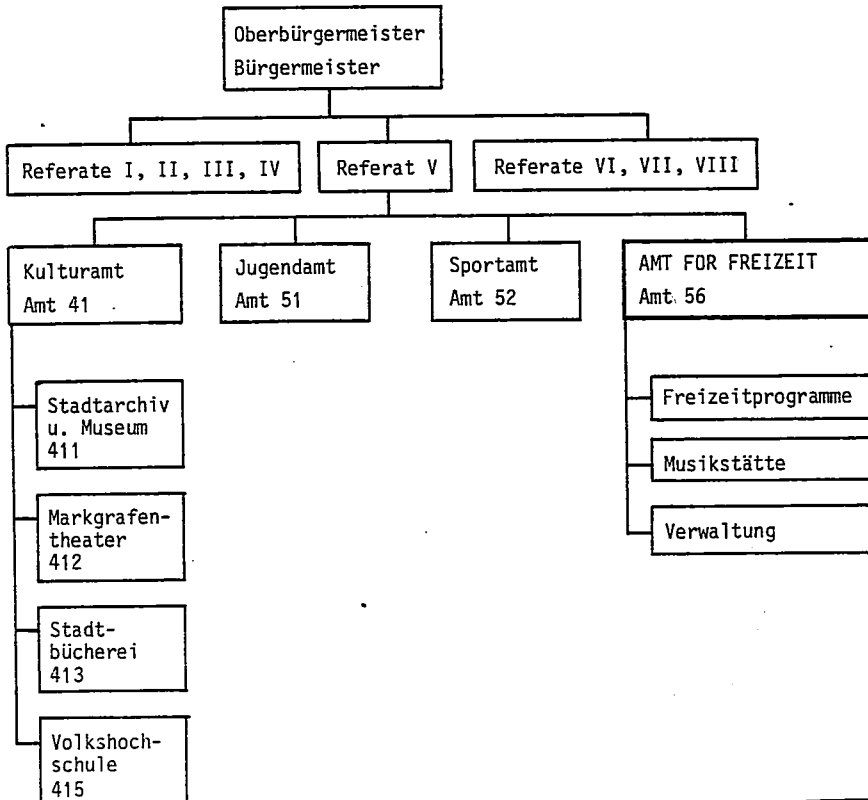 Oberbürgermeister
Bürgermeister
Referate I, II, III, IV
Referat V
Referate VI, VII, VIII
Kulturamt
Amt 41
Jugendamt
Amt 51
Sportamt
Amt 52
AMT FOR FREIZEIT
Amt 56
Stadtarchiv
u. Museum
411
Markgrafen-
theater
412
Stadt-
bücherei
413
Volkshoch-
schule
415
Freizeitprogramme
Musikstätte
Verwaltung